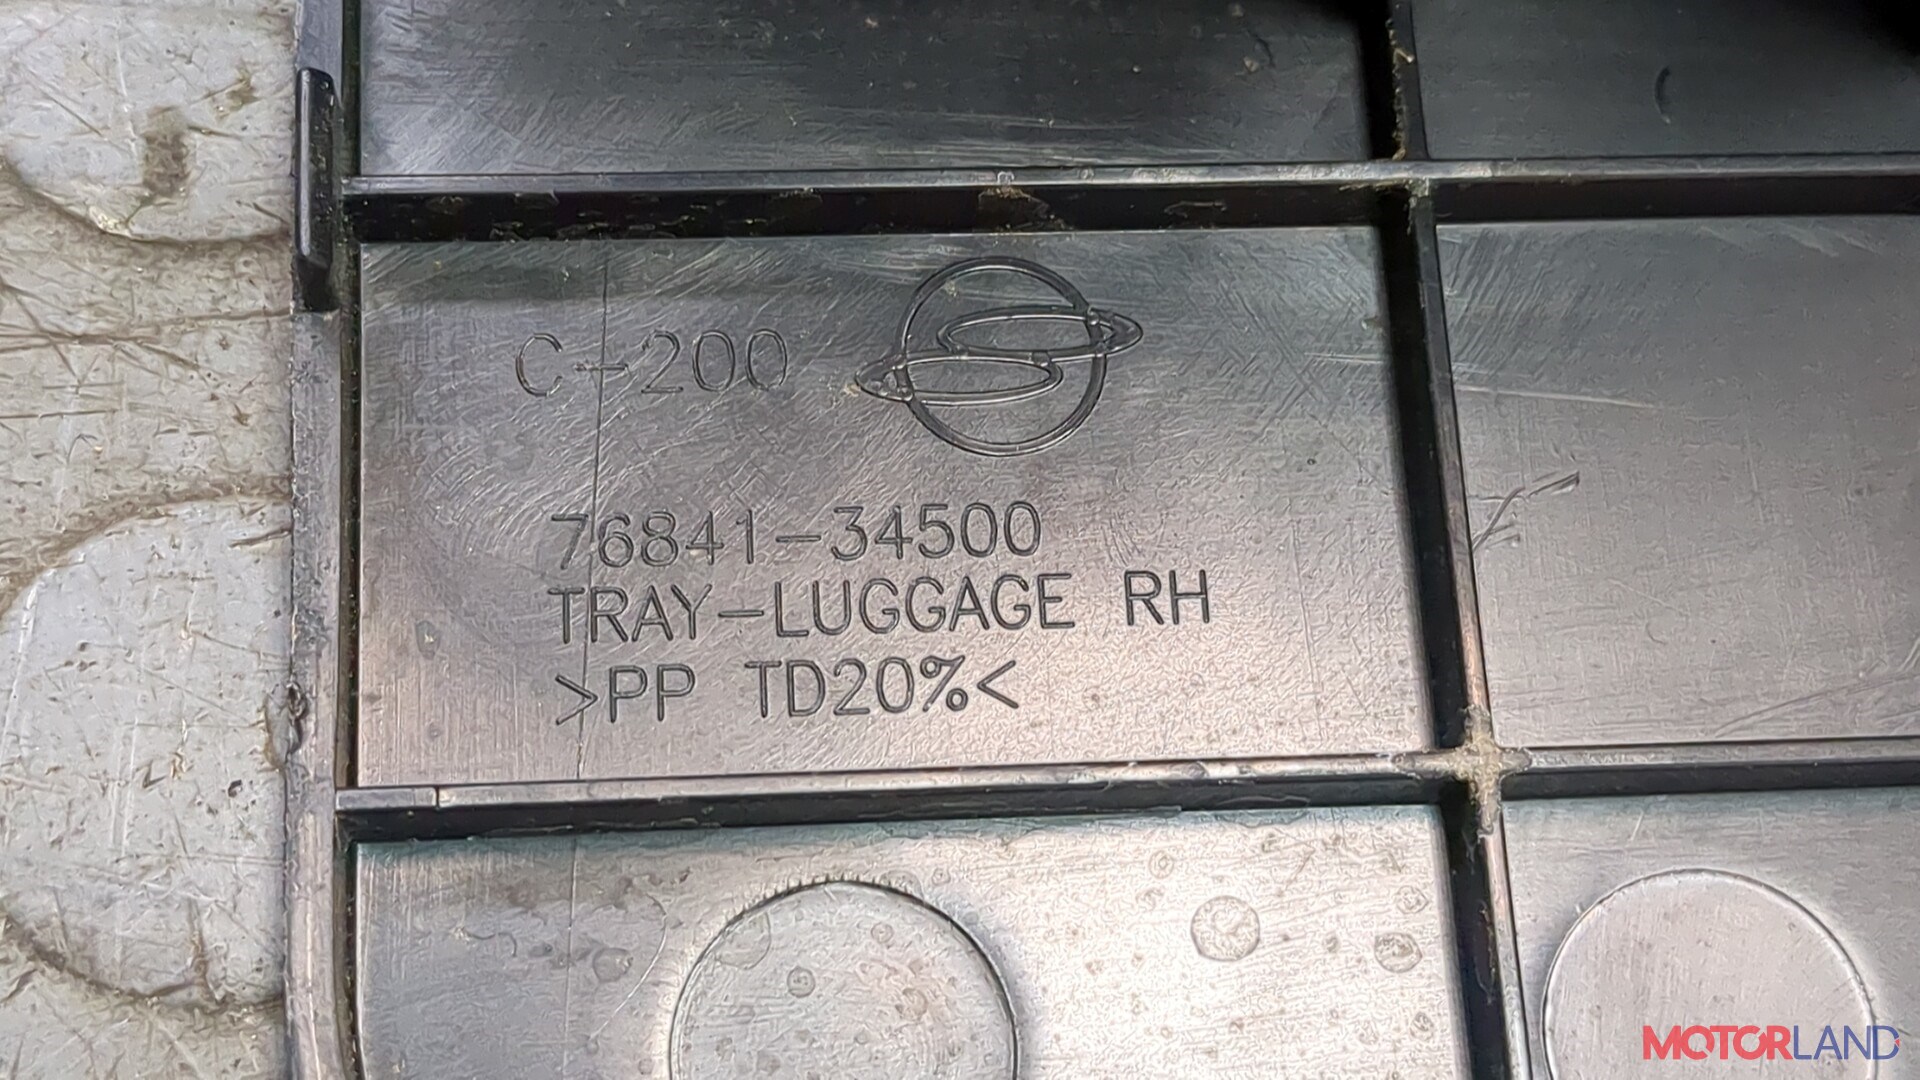 C-200
76841-34500
TRAY-LUGGAGE RH
>PP TD20%<
MOTORLAND